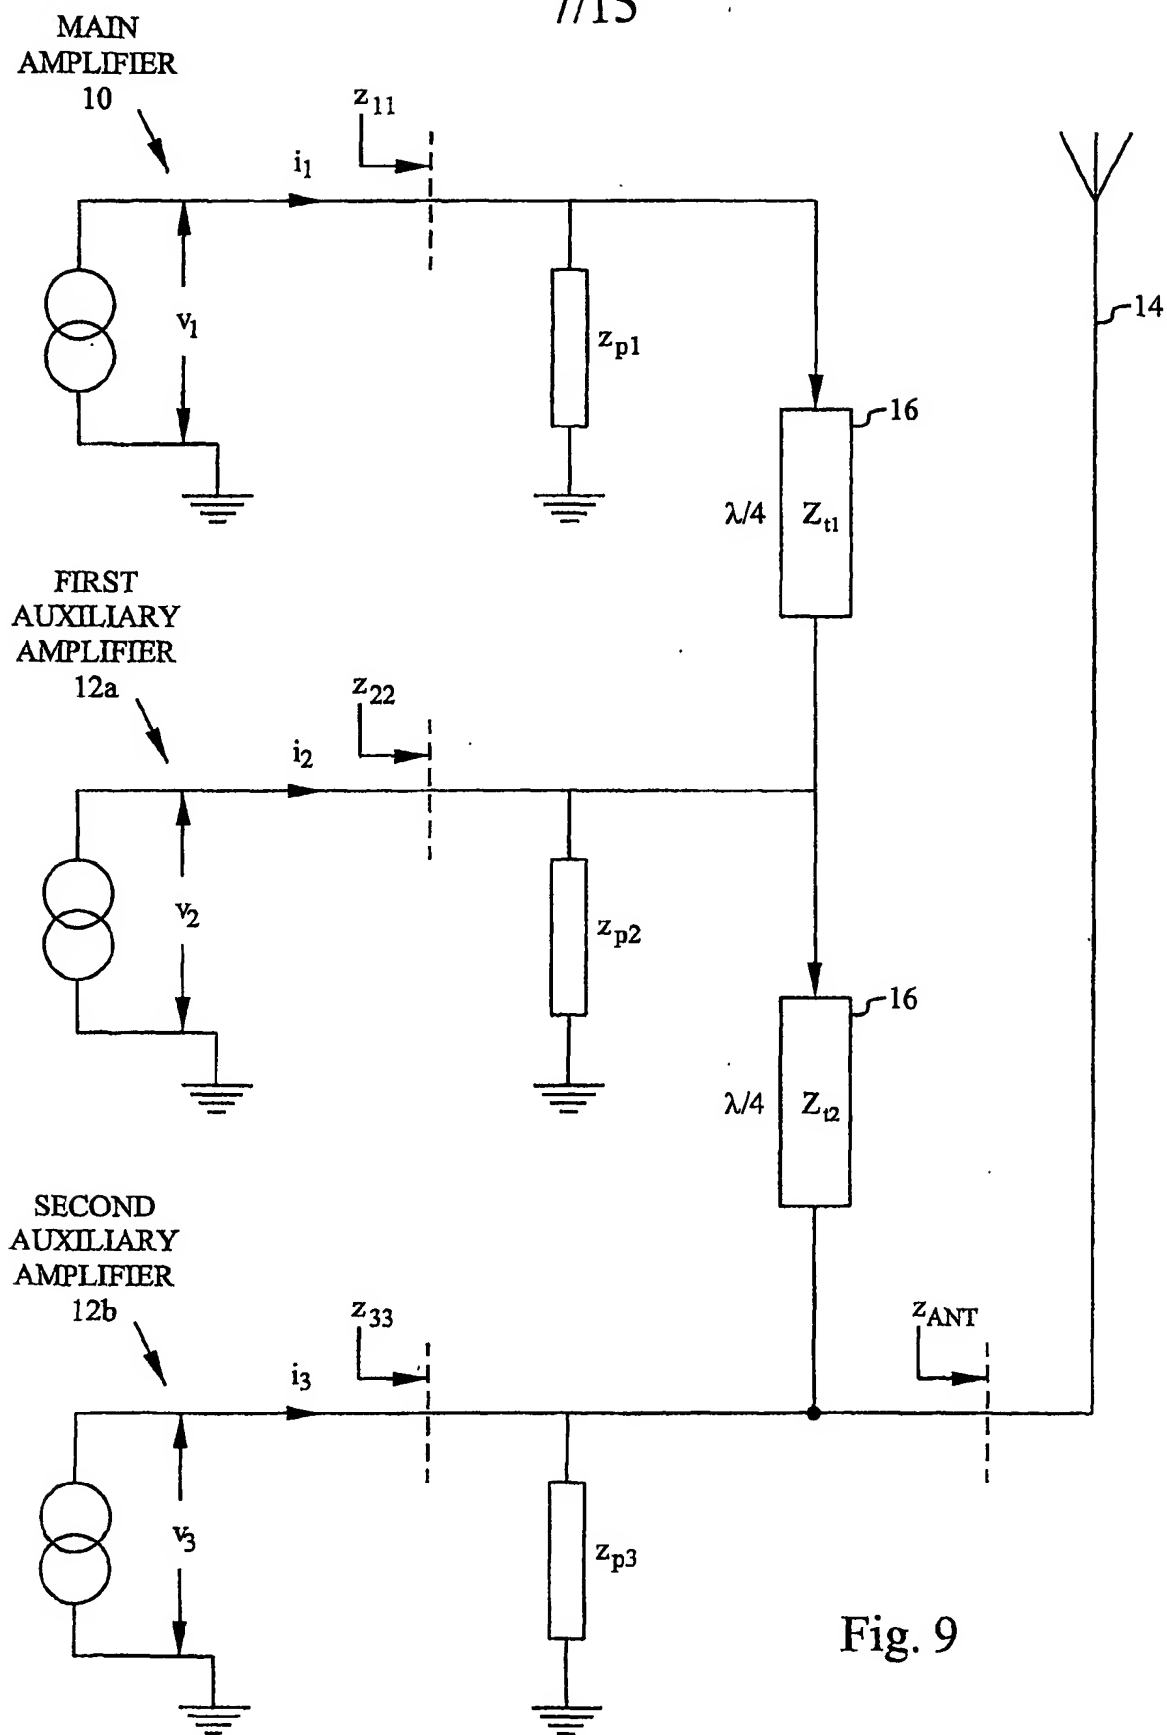 7/15
MAIN
AMPLIFIER
10
z11
i1
v1
zp1
14
16
λ/4
Zt1
FIRST
AUXILIARY
AMPLIFIER
12a
z22
i2
v2
zp2
16
λ/4
Zt2
SECOND
AUXILIARY
AMPLIFIER
12b
z33
zANT
i3
v3
zp3
Fig. 9